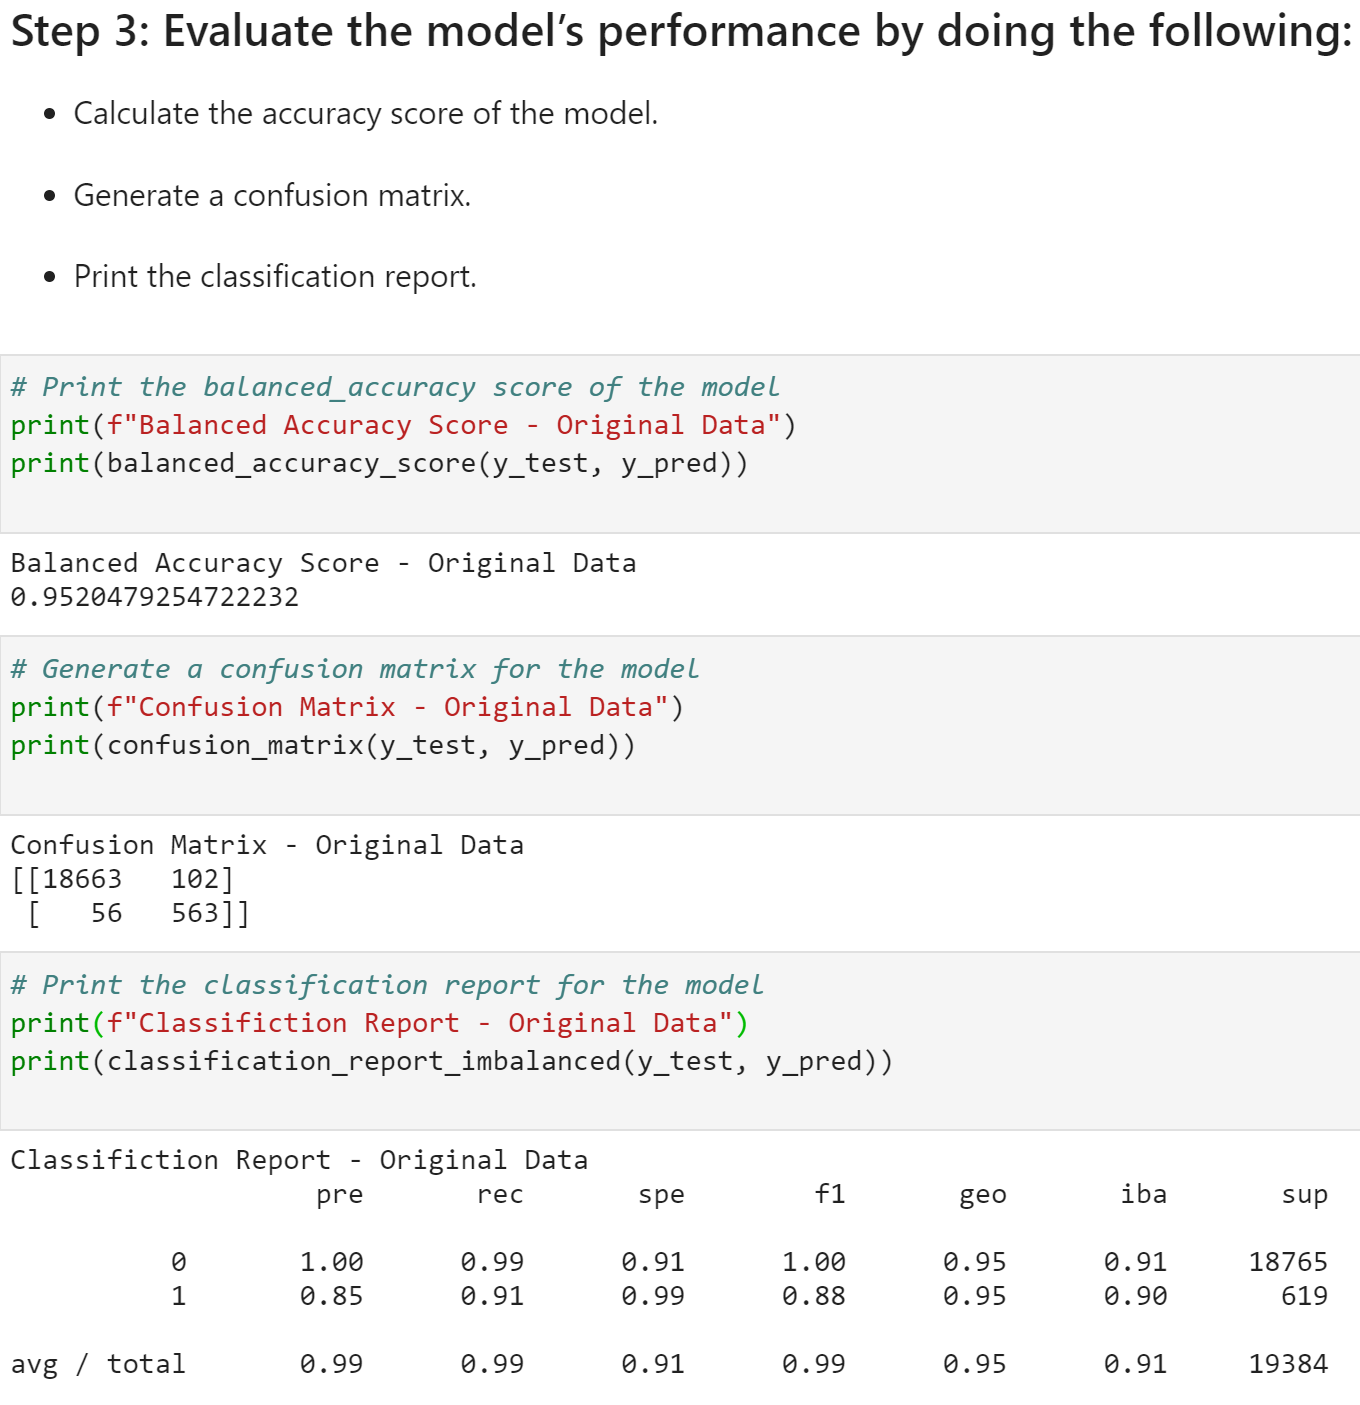 Step 3: Evaluate the model’s performance by doing the following:
• Calculate the accuracy score of the model.
• Generate a confusion matrix.
• Print the classification report.
# Print the balanced_accuracy score of the model
print(f"Balanced Accuracy Score - Original Data")
print(balanced_accuracy_score(y_test, y_pred))
Balanced Accuracy Score - Original Data
0.9520479254722232
# Generate a confusion matrix for the model
print(f"Confusion Matrix - Original Data")
print(confusion_matrix(y_test, y_pred))
Confusion Matrix - Original Data
[[18663   102]
 [   56   563]]
# Print the classification report for the model
print(f"Classifiction Report - Original Data")
print(classification_report_imbalanced(y_test, y_pred))
Classifiction Report - Original Data
                   pre       rec       spe        f1       geo       iba       sup
          0       1.00      0.99      0.91      1.00      0.95      0.91     18765
          1       0.85      0.91      0.99      0.88      0.95      0.90       619
avg / total       0.99      0.99      0.91      0.99      0.95      0.91     19384